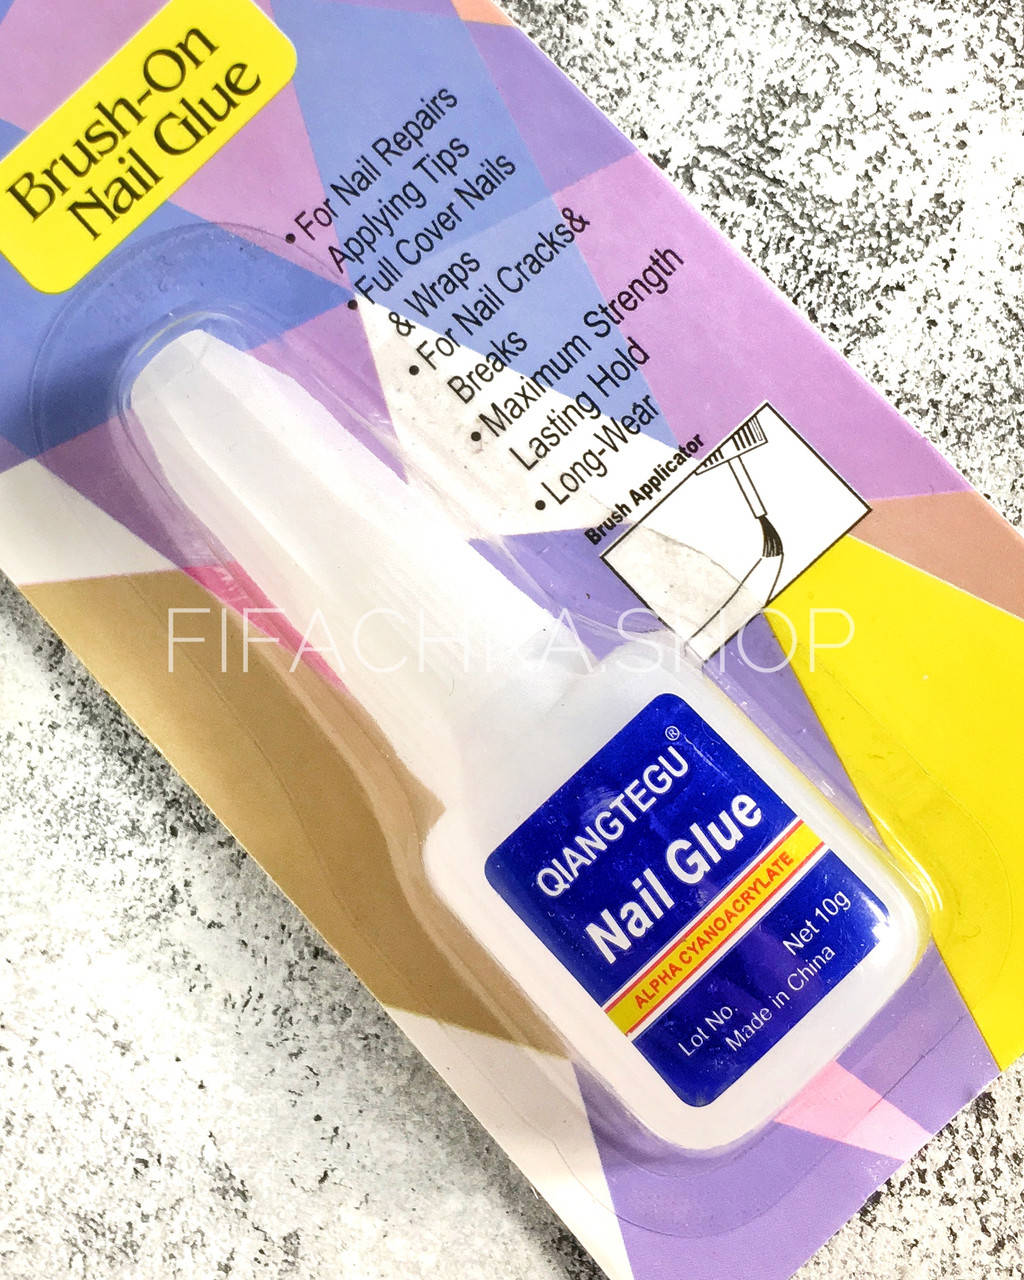 Brush-On
Nail Glue
• For Nail Repairs
Applying Tips
• Full Cover Nails
& Wraps
• For Nail Cracks&
Breaks
• Maximum Strength
Lasting Hold
• Long-Wear
Brush Applicator
QIANGTEGU®
Nail Glue
ALPHA CYANOACRYLATE
Net 10g
Lot No.
Made in China